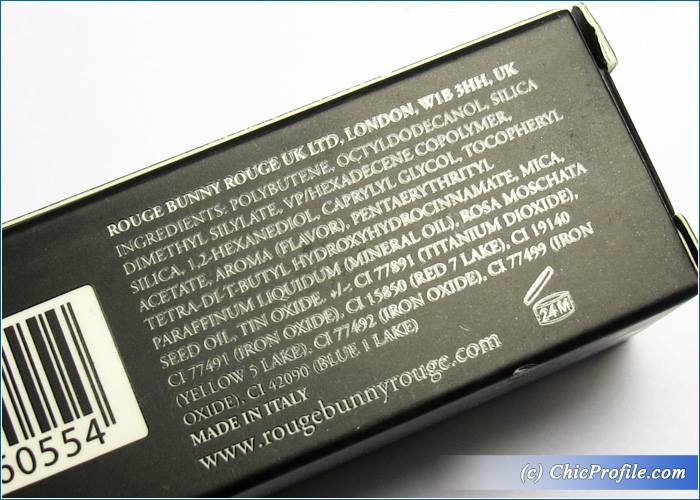 ROUGE BUNNY ROUGE UK LTD, LONDON, W1B 3HH, UK
INGREDIENTS: POLYBUTENE, OCTYLDODECANOL, SILICA
DIMETHYL SILYLATE, VP/HEXADECENE COPOLYMER,
SILICA, 1,2-HEXANEDIOL, CAPRYLYL GLYCOL, TOCOPHERYL
ACETATE, AROMA (FLAVOR), PENTAERYTHRITYL
TETRA-DI-T-BUTYL HYDROXYHYDROCINNAMATE, MICA,
PARAFFINUM LIQUIDUM (MINERAL OIL), ROSA MOSCHATA
SEED OIL, TIN OXIDE. +/-: CI 77891 (TITANIUM DIOXIDE),
CI 77491 (IRON OXIDE), CI 15850 (RED 7 LAKE), CI 19140
(YELLOW 5 LAKE), CI 77492 (IRON OXIDE), CI 77499 (IRON
OXIDE), CI 42090 (BLUE 1 LAKE)
MADE IN ITALY
www.rougebunnyrouge.com
24 M
60554
(c) ChicProfile.com